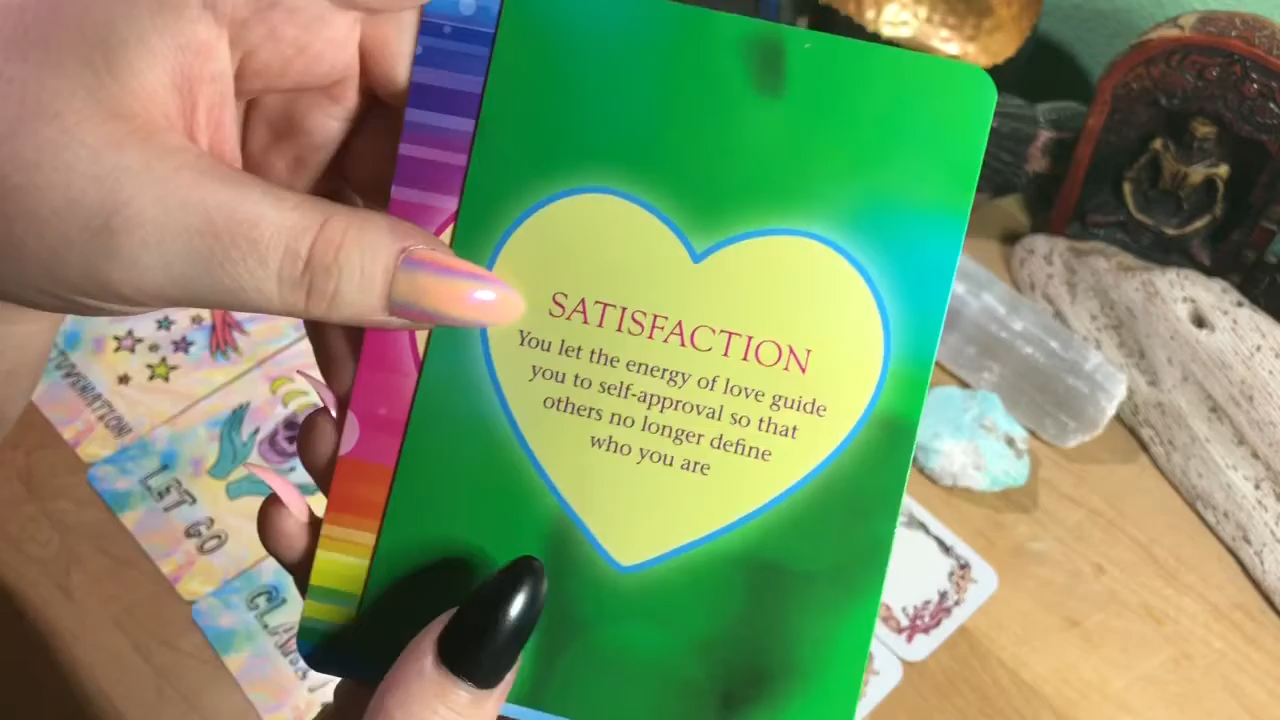 SATISFACTION
You let the energy of love guide
you to self-approval so that
others no longer define
who you are
LET GO